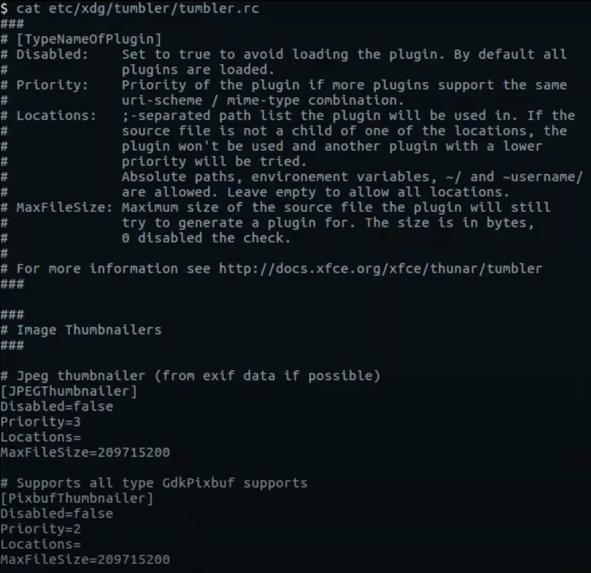 $ cat etc/xdg/tumbler/tumbler.rc
###
# [TypeNameOfPlugin]
# Disabled:    Set to true to avoid loading the plugin. By default all
#              plugins are loaded.
# Priority:    Priority of the plugin if more plugins support the same
#              uri-scheme / mime-type combination.
# Locations:   ;-separated path list the plugin will be used in. If the
#              source file is not a child of one of the locations, the
#              plugin won't be used and another plugin with a lower
#              priority will be tried.
#              Absolute paths, environement variables, ~/ and ~username/
#              are allowed. Leave empty to allow all locations.
# MaxFileSize: Maximum size of the source file the plugin will still
#              try to generate a plugin for. The size is in bytes,
#              0 disabled the check.
#
# For more information see http://docs.xfce.org/xfce/thunar/tumbler
###

###
# Image Thumbnailers
###

# Jpeg thumbnailer (from exif data if possible)
[JPEGThumbnailer]
Disabled=false
Priority=3
Locations=
MaxFileSize=209715200

# Supports all type GdkPixbuf supports
[PixbufThumbnailer]
Disabled=false
Priority=2
Locations=
MaxFileSize=209715200